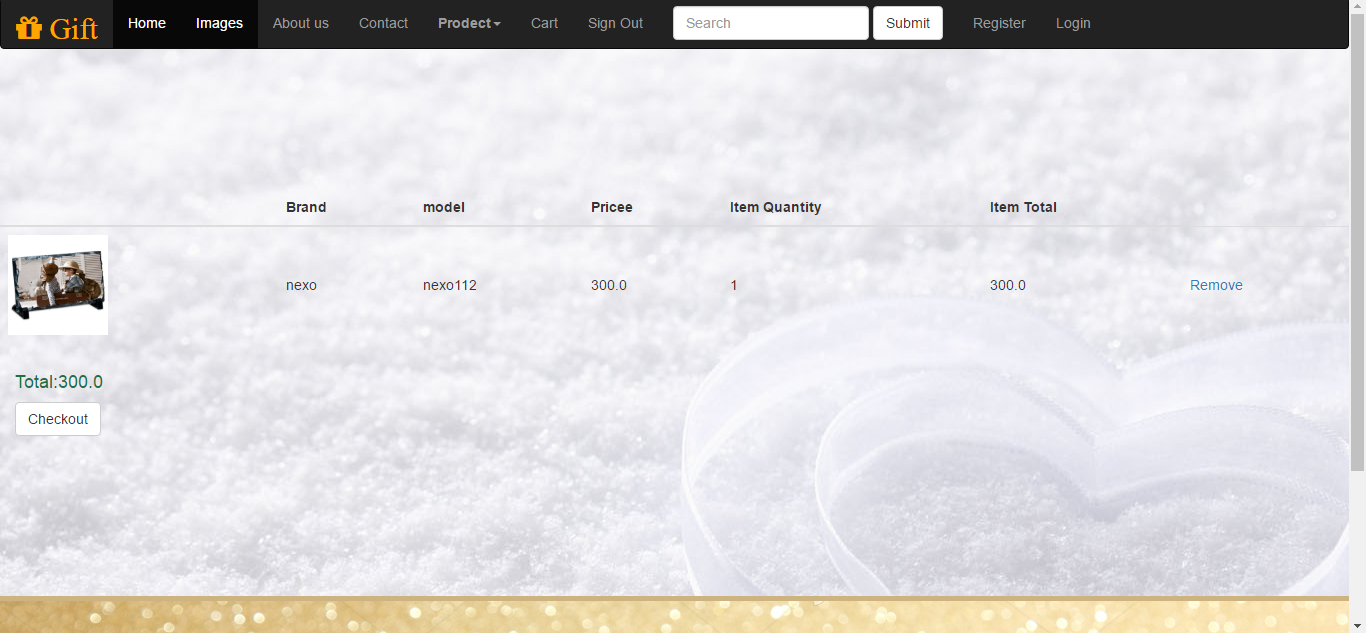 Gift Home Images About us Contact Prodect Cart Sign Out Search Submit Register Login
Brand model Pricee Item Quantity Item Total
nexo nexo112 300.0 1 300.0 Remove
Total:300.0
Checkout